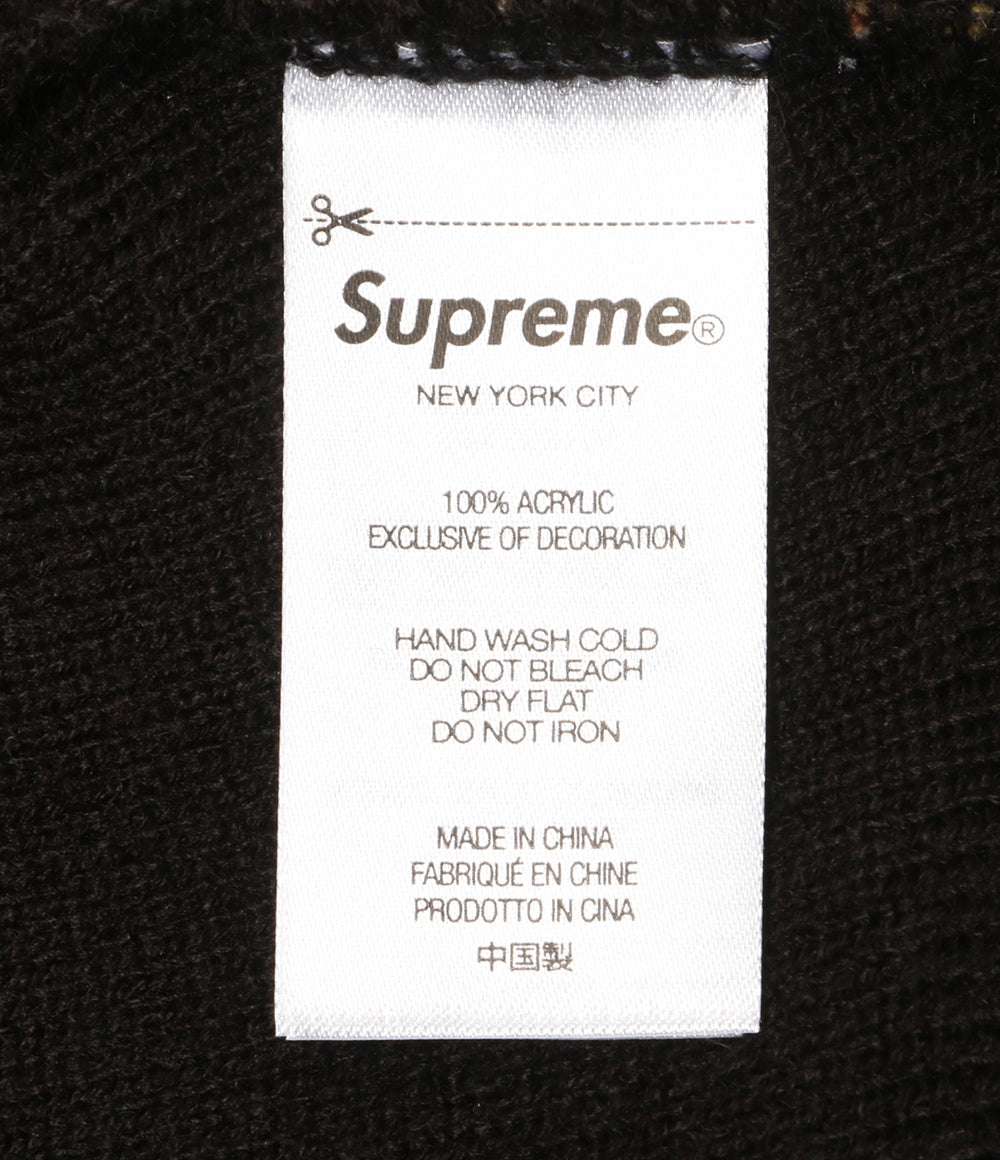 Supreme®
NEW YORK CITY
100% ACRYLIC
EXCLUSIVE OF DECORATION
HAND WASH COLD
DO NOT BLEACH
DRY FLAT
DO NOT IRON
MADE IN CHINA
FABRIQUÉ EN CHINE
PRODOTTO IN CINA
中国製